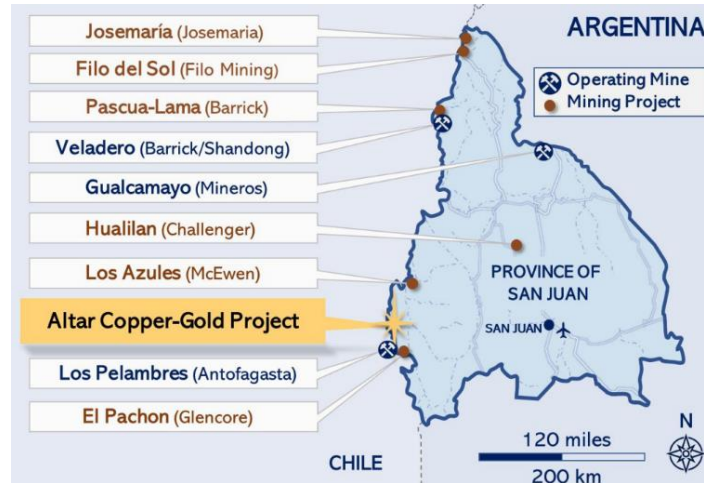 Josemaría (Josemaria)
Filo del Sol (Filo Mining)
Pascua-Lama (Barrick)
Veladero (Barrick/Shandong)
Gualcamayo (Mineros)
Hualilan (Challenger)
Los Azules (McEwen)
Altar Copper-Gold Project
Los Pelambres (Antofagasta)
El Pachon (Glencore)
ARGENTINA
Operating Mine
Mining Project
PROVINCE OF
SAN JUAN
SAN JUAN
CHILE
120 miles
200 km
N